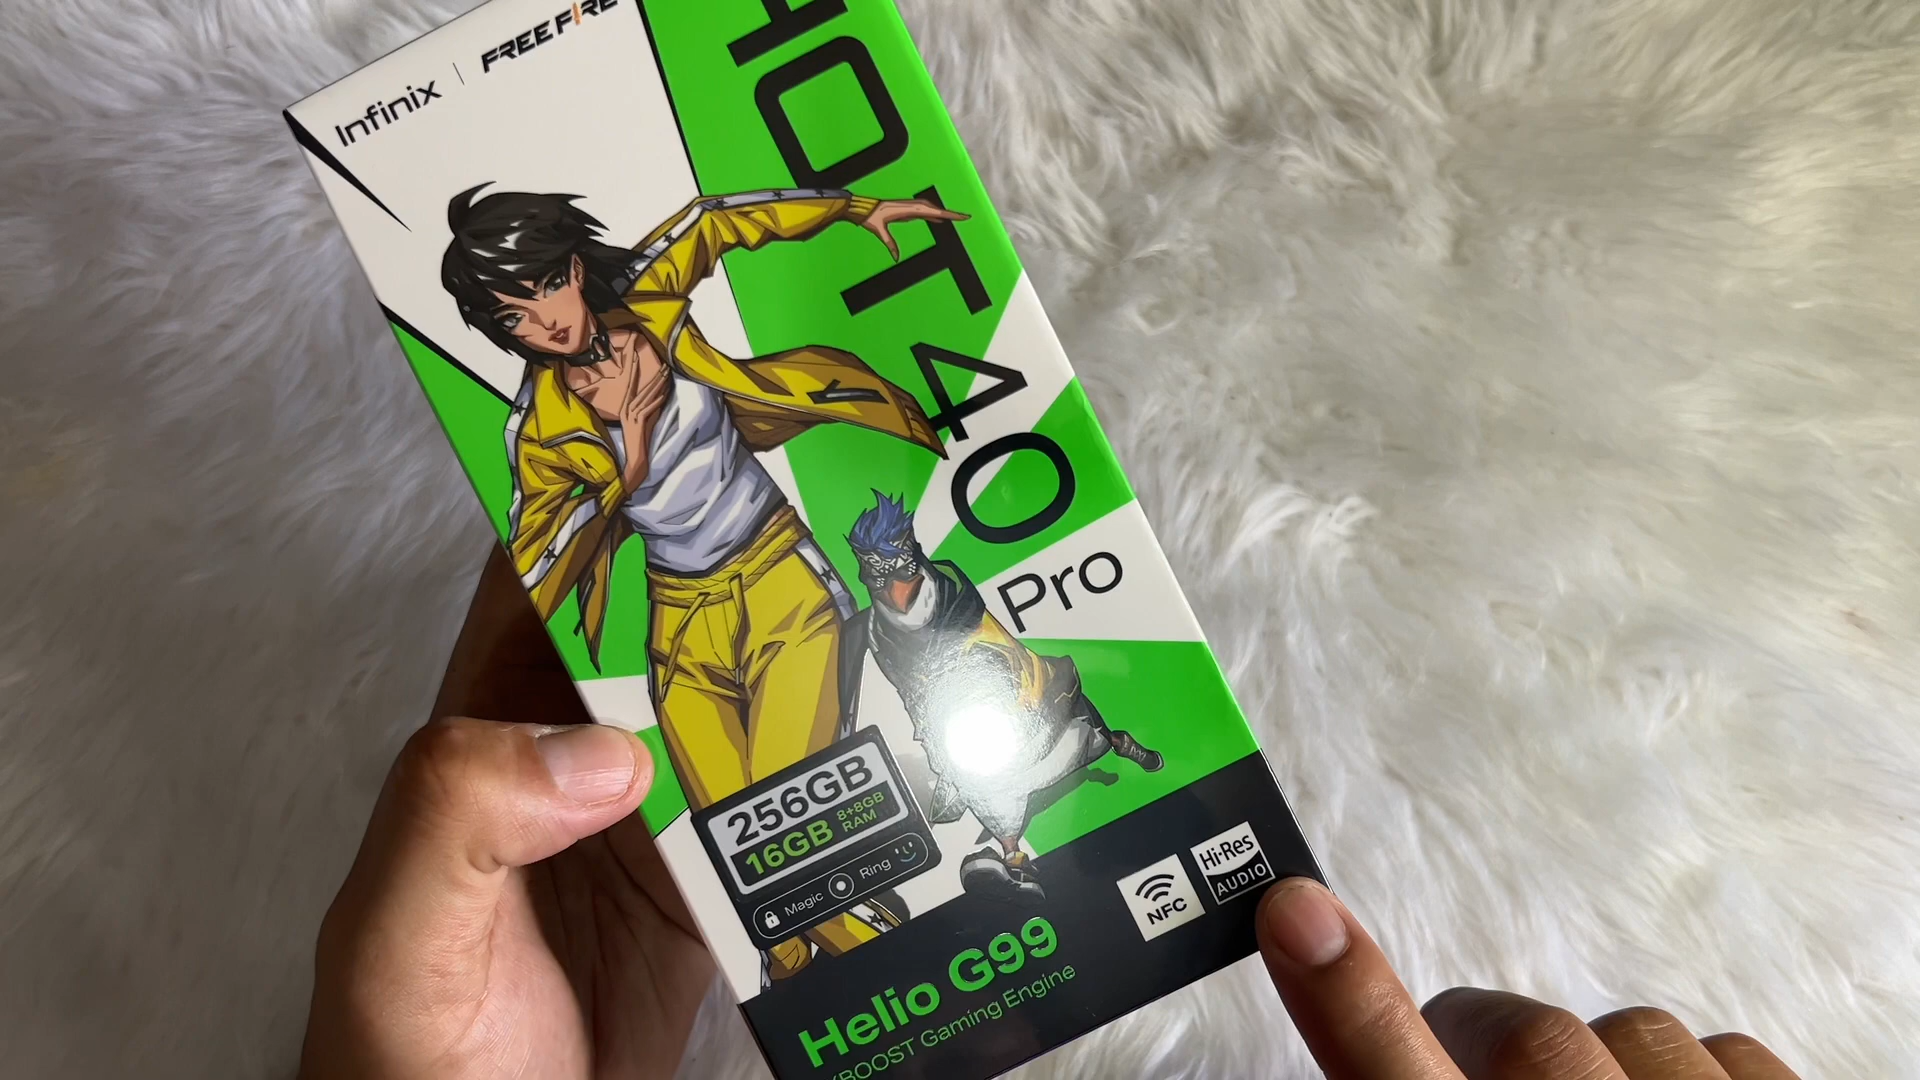 Infinix | FREE FIRE
HOT 40
Pro
256GB
16GB 8+8GB
RAM
Magic Ring
NFC
Hi-Res
AUDIO
Helio G99
XBOOST Gaming Engine